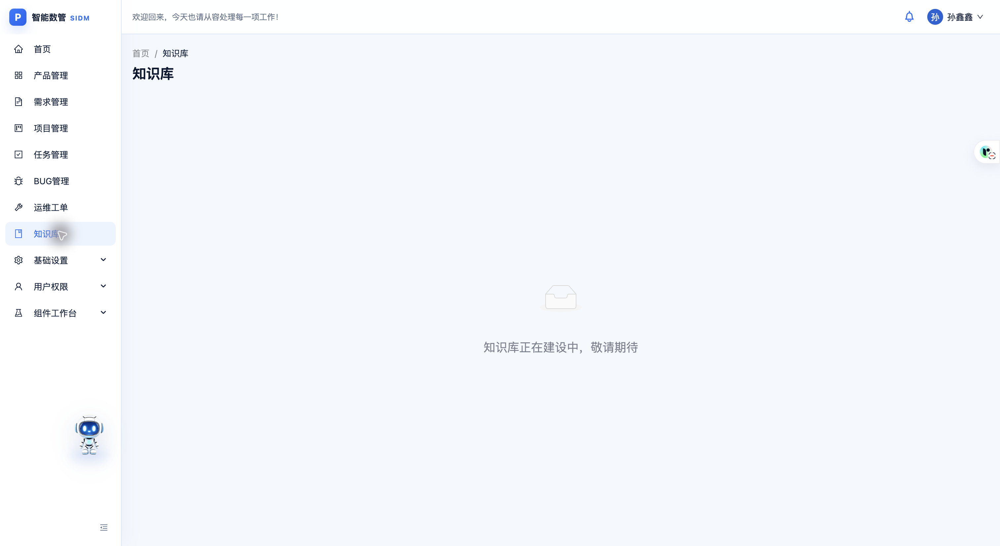 P 智能数管 SIDM
欢迎回来，今天也请从容处理每一项工作！
孙 孙鑫鑫
首页
产品管理
需求管理
项目管理
任务管理
BUG管理
运维工单
知识库
基础设置
用户权限
组件工作台
首页 / 知识库
知识库
知识库正在建设中，敬请期待